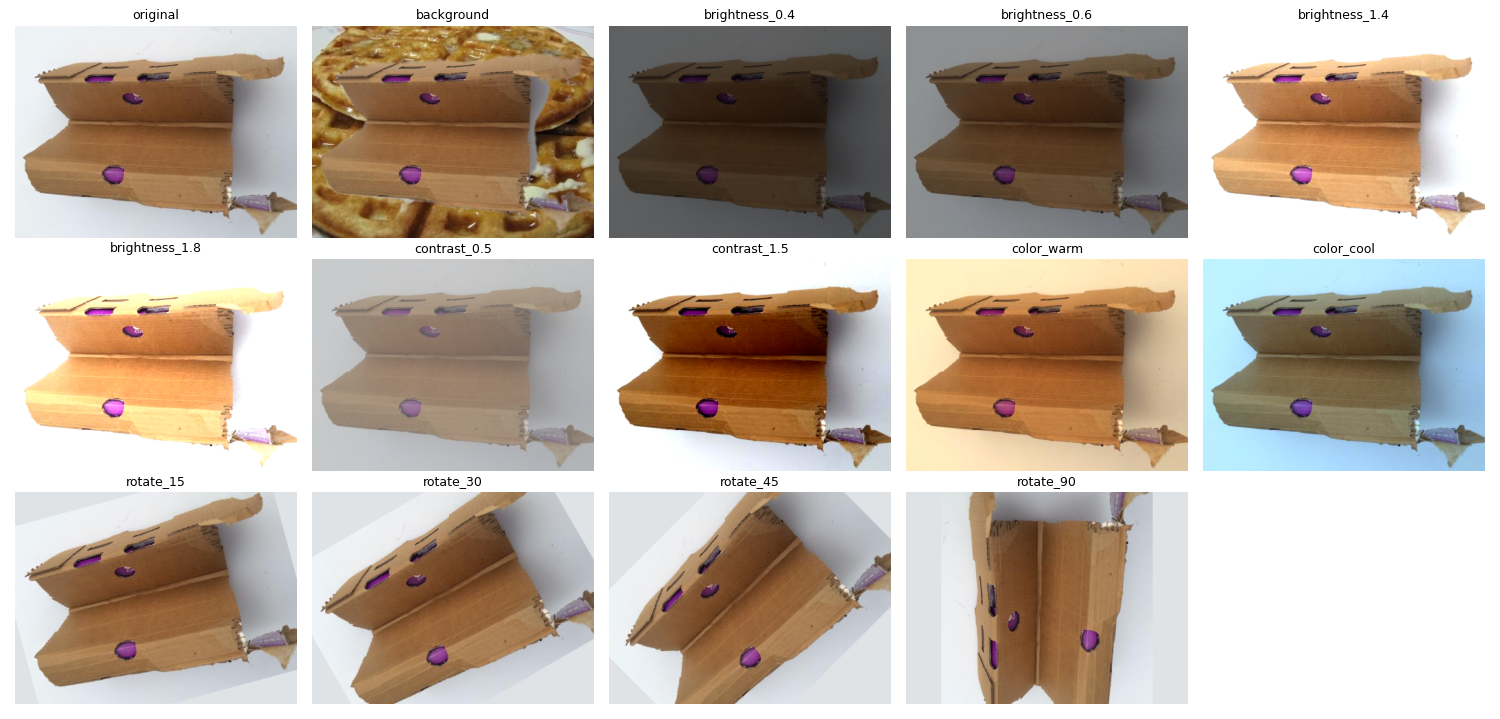 original background brightness_0.4 brightness_0.6 brightness_1.4
brightness_1.8 contrast_0.5 contrast_1.5 color_warm color_cool
rotate_15 rotate_30 rotate_45 rotate_90